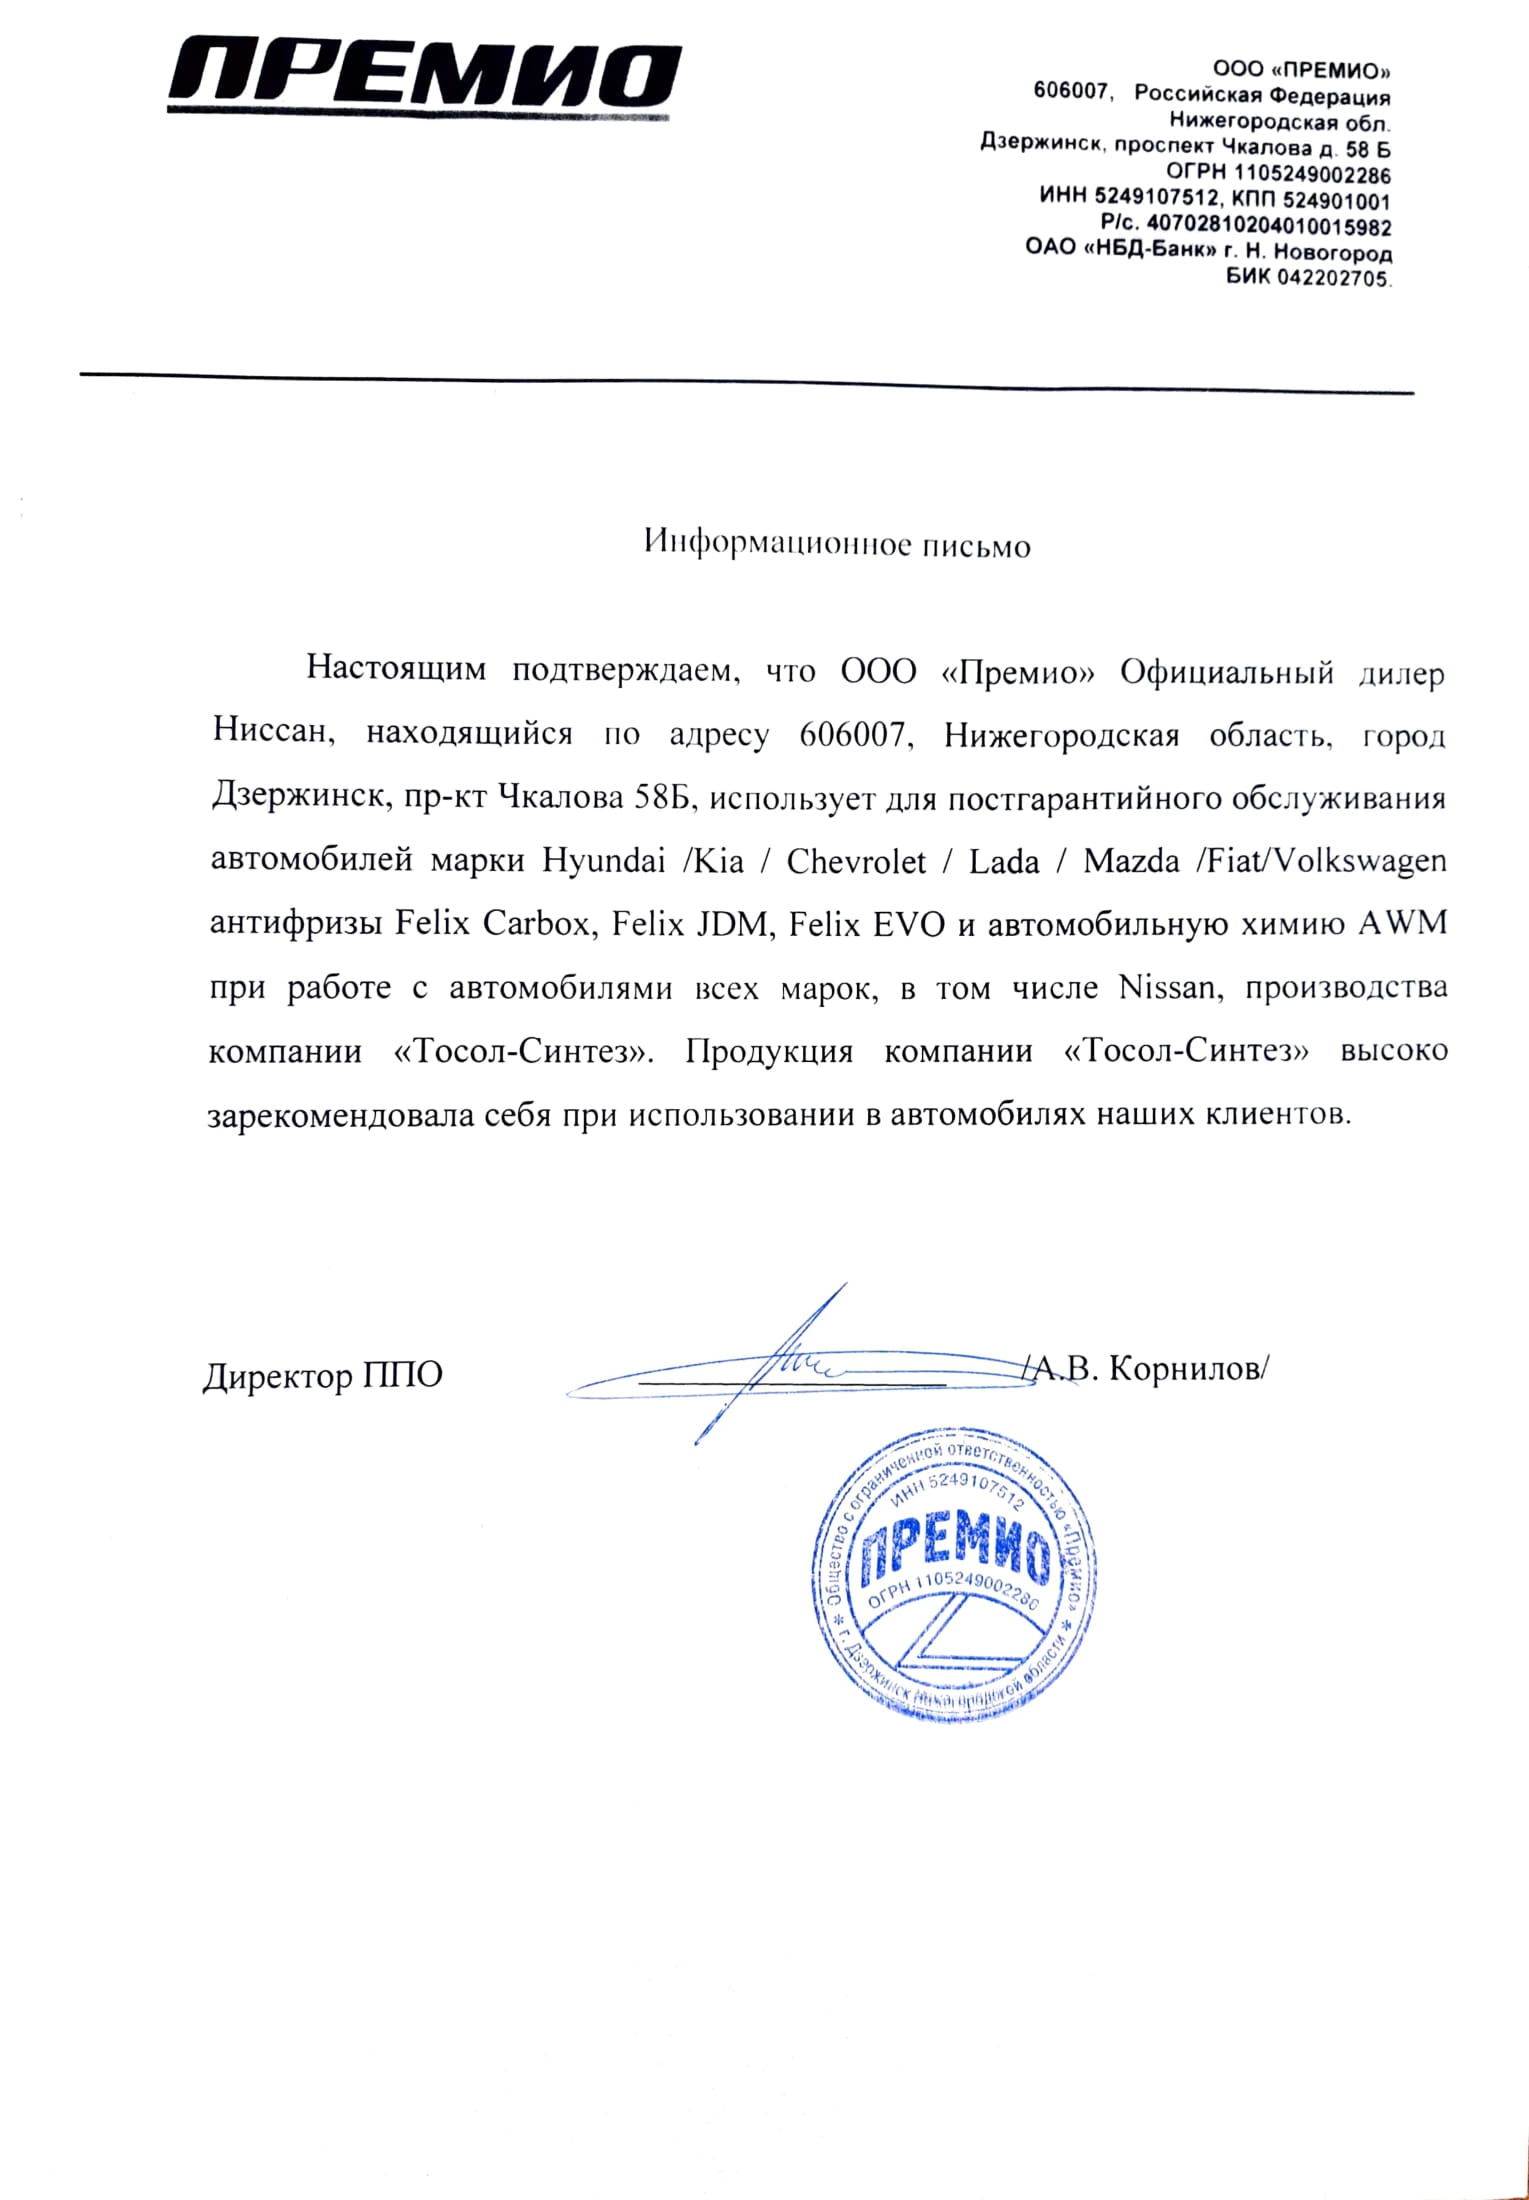 ПРЕМИО
ООО «ПРЕМИО»
606007, Российская Федерация
Нижегородская обл.
Дзержинск, проспект Чкалова д. 58 Б
ОГРН 1105249002286
ИНН 5249107512, КПП 524901001
Р/с. 40702810204010015982
ОАО «НБД-Банк» г. Н. Новогород
БИК 042202705.
Информационное письмо
Настоящим подтверждаем, что ООО «Премио» Официальный дилер
Ниссан, находящийся по адресу 606007, Нижегородская область, город
Дзержинск, пр-кт Чкалова 58Б, использует для постгарантийного обслуживания
автомобилей марки Hyundai /Kia / Chevrolet / Lada / Mazda /Fiat/Volkswagen
антифризы Felix Carbox, Felix JDM, Felix EVO и автомобильную химию AWM
при работе с автомобилями всех марок, в том числе Nissan, производства
компании «Тосол-Синтез». Продукция компании «Тосол-Синтез» высоко
зарекомендовала себя при использовании в автомобилях наших клиентов.
Директор ППО /А.В. Корнилов/
Общество с ограниченной ответственностью «Премио»
ИНН 5249107512
ПРЕМИО
ОГРН 1105249002286
г. Дзержинск Нижегородской области